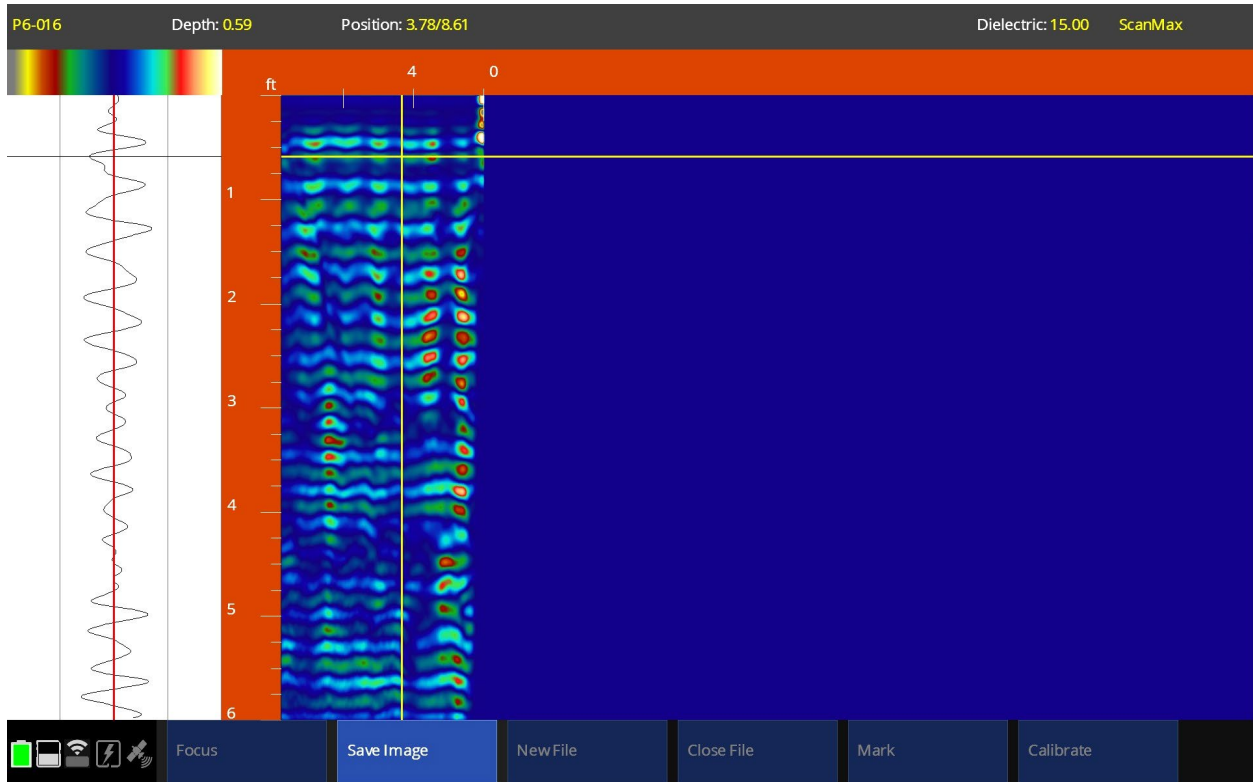 P6-016 Depth: 0.59 Position: 3.78/8.61 Dielectric: 15.00 ScanMax
ft 4 0
1
2
3
4
5
6
Focus Save Image New File Close File Mark Calibrate